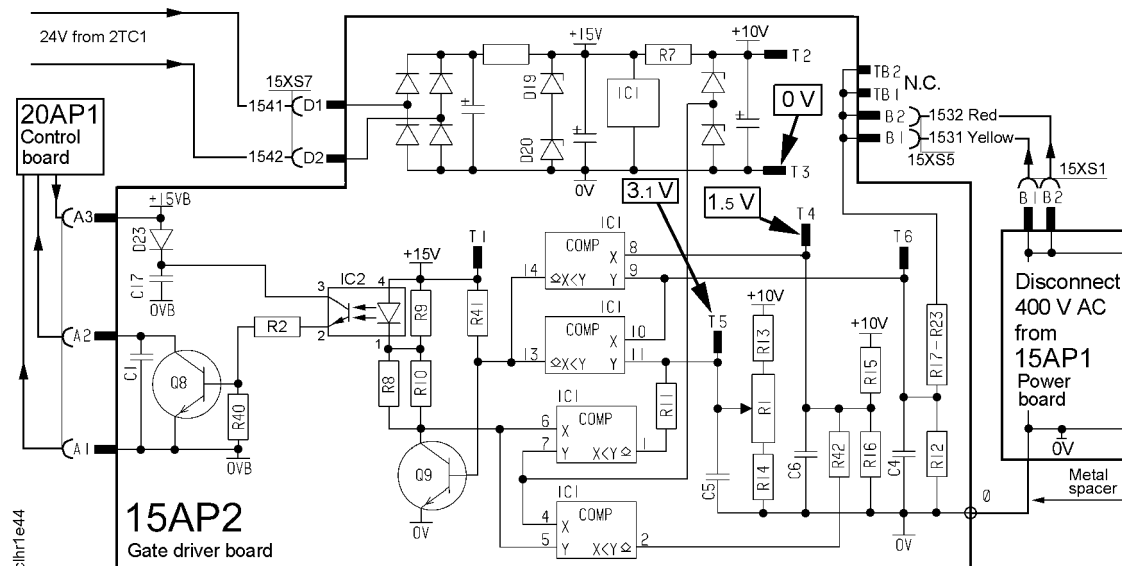 24V from 2TC1
+15V
+10V
R7
T2
TB2
TB1
N.C.
15XS7
D19
IC1
0 V
B2
1532 Red
20AP1
Control
board
1541
D1
B1
1531 Yellow
15XS5
15XS1
1542
D2
D20
T3
0V
B1
B2
+15VB
3.1 V
1.5 V
A3
D23
T4
T6
IC1
COMP
X
8
Y
9
14
X<Y
+15V
T1
C17
0VB
3
IC2
4
R9
R41
IC1
COMP
X
10
Y
11
13
X<Y
T5
+10V
R13
+10V
R15
R17-R23
Disconnect
400 V AC
from
15AP1
Power
board
0V
A2
R2
2
1
C1
Q8
R8
R10
R11
R1
R40
IC1
6
X
COMP
7
Y
X<Y
1
A1
0VB
Q9
C5
R14
C6
R42
R16
C4
R12
Metal
spacer
IC1
4
X
COMP
5
Y
X<Y
2
0V
0V
Ø
15AP2
Gate driver board
clhr1e44